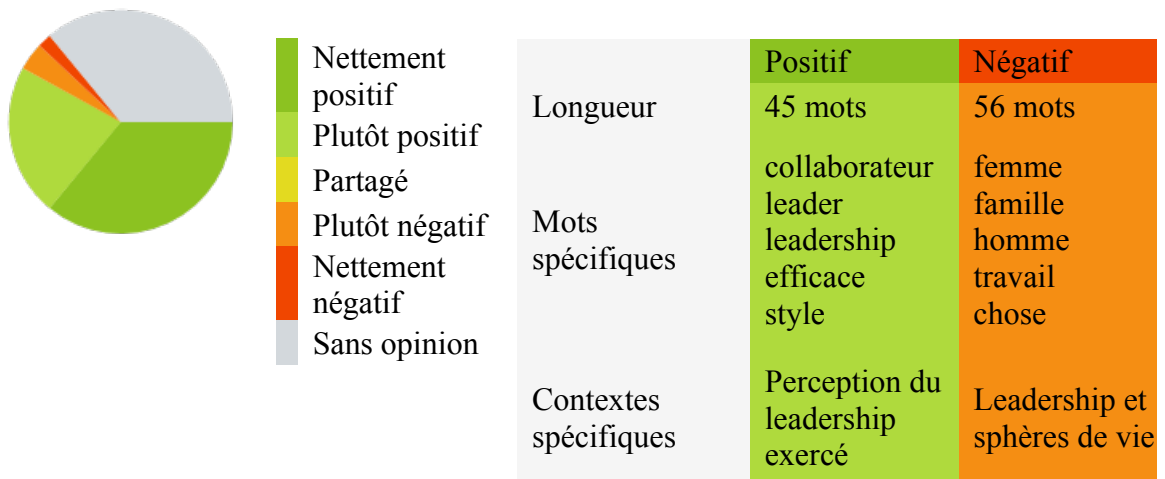 Nettement
positif
Plutôt positif
Partagé
Plutôt négatif
Nettement
négatif
Sans opinion
Positif
Négatif
Longueur
45 mots
56 mots
Mots
spécifiques
collaborateur
leader
leadership
efficace
style
femme
famille
homme
travail
chose
Contextes
spécifiques
Perception du
leadership
exercé
Leadership et
sphères de vie